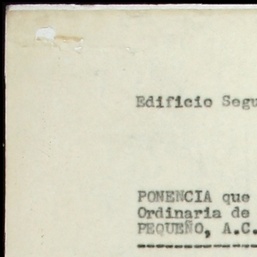 Edificio Segu
PONENCIA que
Ordinaria de
PEQUEÑO, A.C.